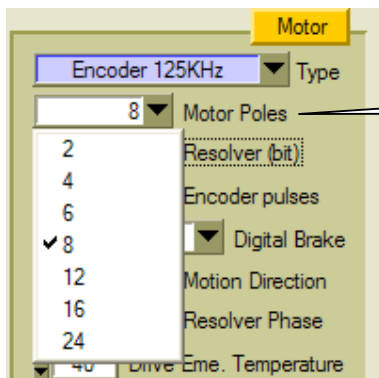 Motor
Encoder 125KHz Type
8 Motor Poles
2
Resolver (bit)
4
Encoder pulses
6
✔8 Digital Brake
12 Motion Direction
16
Resolver Phase
24
40 Drive Eme. Temperature